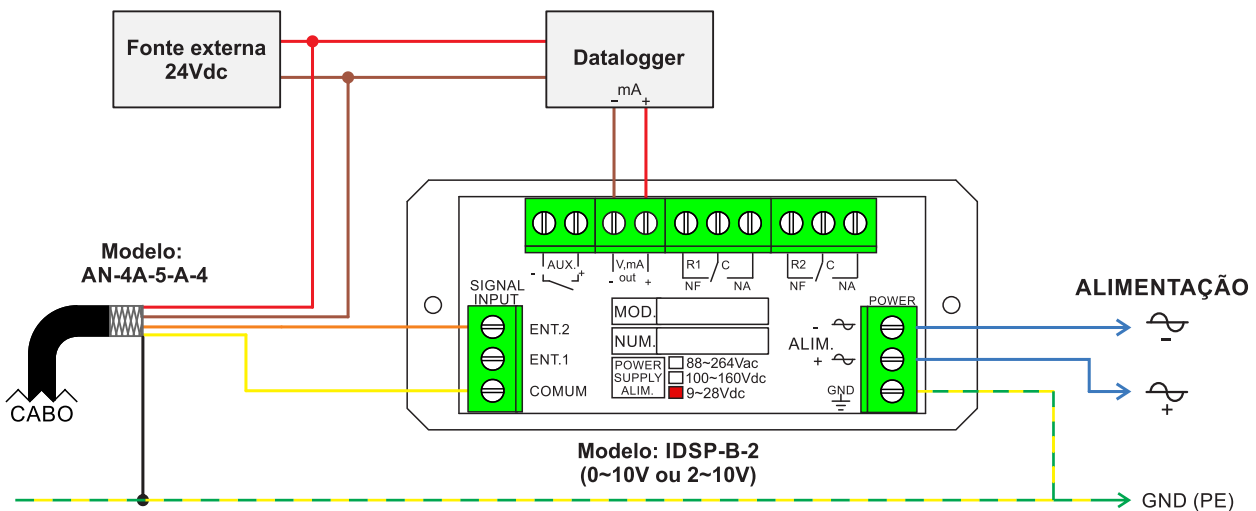 Fonte externa
24Vdc
Datalogger
mA
- +
Modelo:
AN-4A-5-A-4
CABO
AUX.
- +
V,mA
out
- +
R1 C
NF NA
R2 C
NF NA
SIGNAL
INPUT
ENT.2
ENT.1
COMUM
MOD.
NUM.
POWER
SUPPLY
ALIM.
88~264Vac
100~160Vdc
9~28Vdc
POWER
-
ALIM.
+
GND
ALIMENTAÇÃO
-
+
Modelo: IDSP-B-2
(0~10V ou 2~10V)
GND (PE)